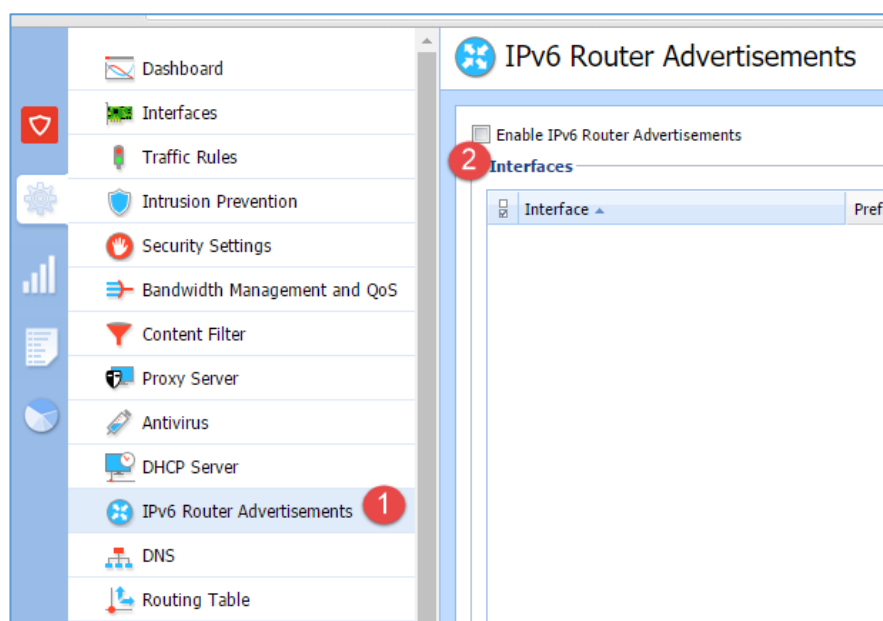 Dashboard
Interfaces
Traffic Rules
Intrusion Prevention
Security Settings
Bandwidth Management and QoS
Content Filter
Proxy Server
Antivirus
DHCP Server
IPv6 Router Advertisements 1
DNS
Routing Table
IPv6 Router Advertisements
Enable IPv6 Router Advertisements
2 Interfaces
Interface Pref